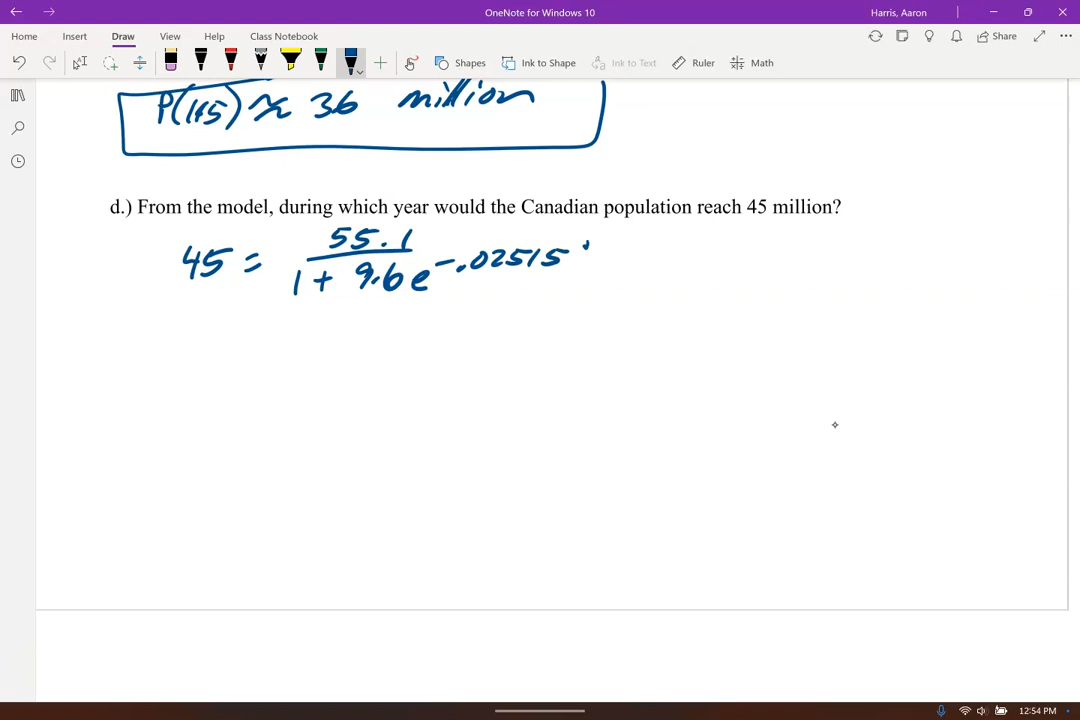 OneNote for Windows 10
Harris, Aaron
Home Insert Draw View Help Class Notebook
Share
Shapes Ink to Shape Ink to Text Ruler Math
P(145) ≈ 36 million
d.) From the model, during which year would the Canadian population reach 45 million?
55.1
45 =
1 + 9.6e^-.02515
12:54 PM